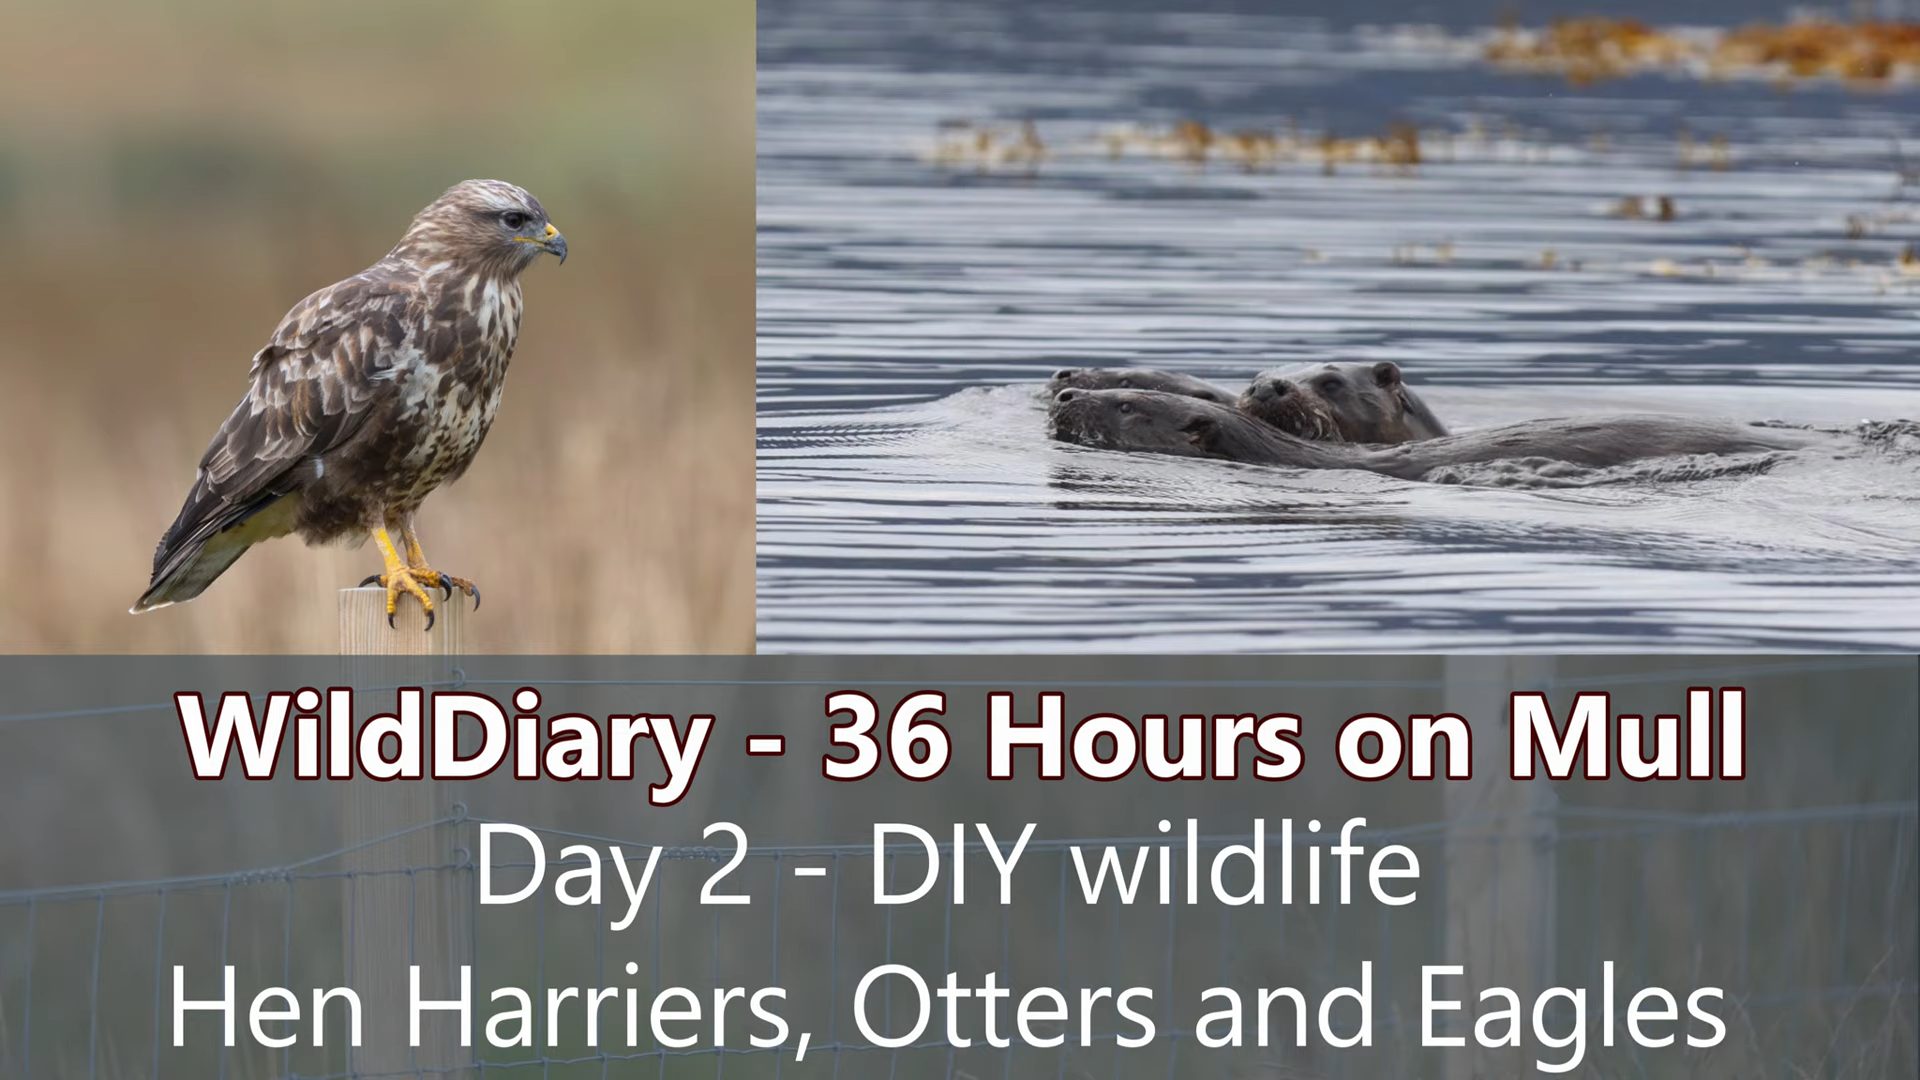 WildDiary - 36 Hours on Mull
Day 2 - DIY wildlife
Hen Harriers, Otters and Eagles